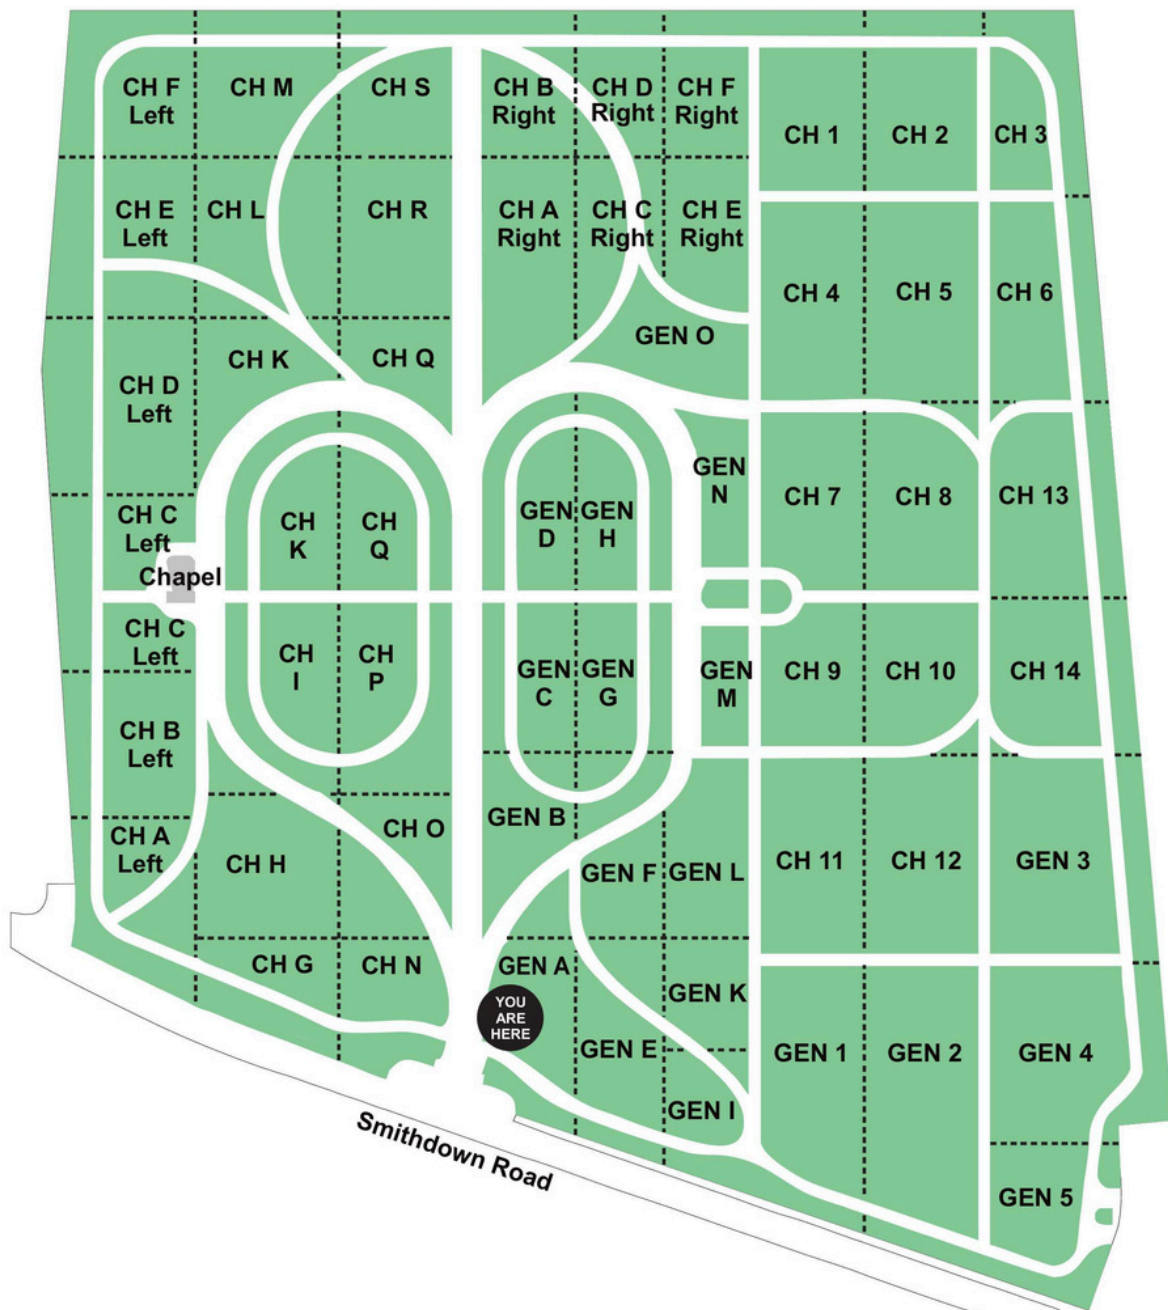 CH F
Left
CH M
CH S
CH B
Right
CH D
Right
CH F
Right
CH 1
CH 2
CH 3
CH E
Left
CH L
CH R
CH A
Right
CH C
Right
CH E
Right
CH 4
CH 5
CH 6
GEN O
CH D
Left
CH K
CH Q
GEN
N
CH 7
CH 8
CH 13
CH C
Left
CH
K
CH
Q
GEN
D
GEN
H
Chapel
CH C
Left
CH
I
CH
P
GEN
C
GEN
G
GEN
M
CH 9
CH 10
CH 14
CH B
Left
GEN B
CH A
Left
CH H
CH O
GEN F
GEN L
CH 11
CH 12
GEN 3
CH G
CH N
GEN A
GEN K
YOU
ARE
HERE
GEN E
GEN 1
GEN 2
GEN 4
GEN I
Smithdown Road
GEN 5